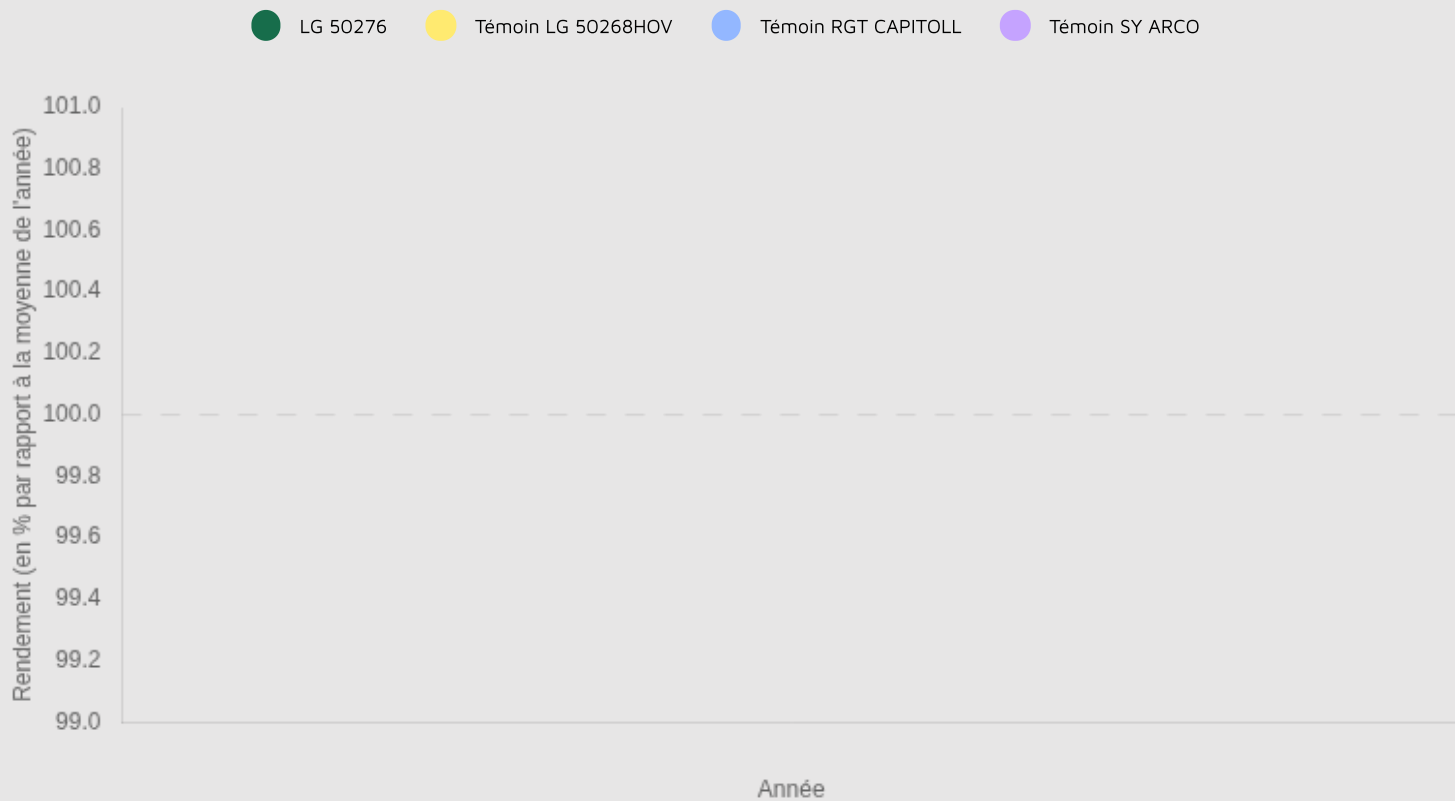 LG 50276
Témoin LG 50268HOV
Témoin RGT CAPITOLL
Témoin SY ARCO
Rendement (en % par rapport à la moyenne de l'année)
101.0
100.8
100.6
100.4
100.2
100.0
99.8
99.6
99.4
99.2
99.0
Année